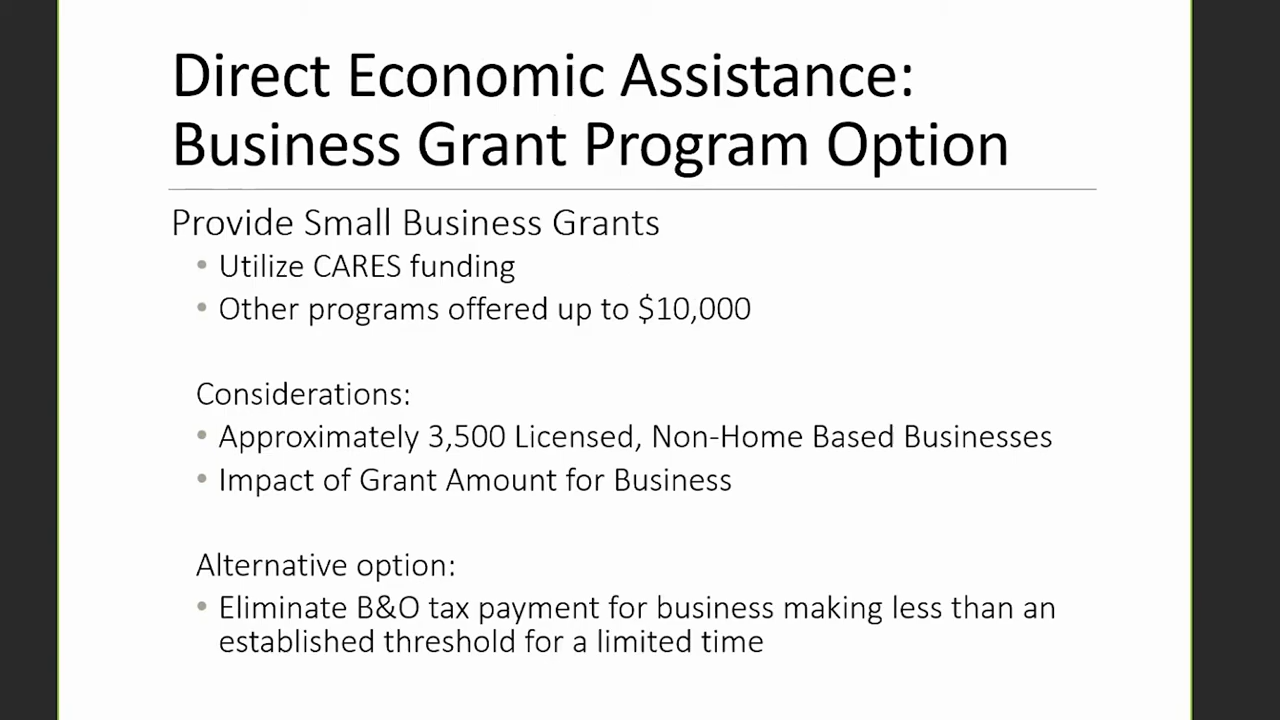 Direct Economic Assistance:
Business Grant Program Option
Provide Small Business Grants
• Utilize CARES funding
• Other programs offered up to $10,000
Considerations:
• Approximately 3,500 Licensed, Non-Home Based Businesses
• Impact of Grant Amount for Business
Alternative option:
• Eliminate B&O tax payment for business making less than an
established threshold for a limited time